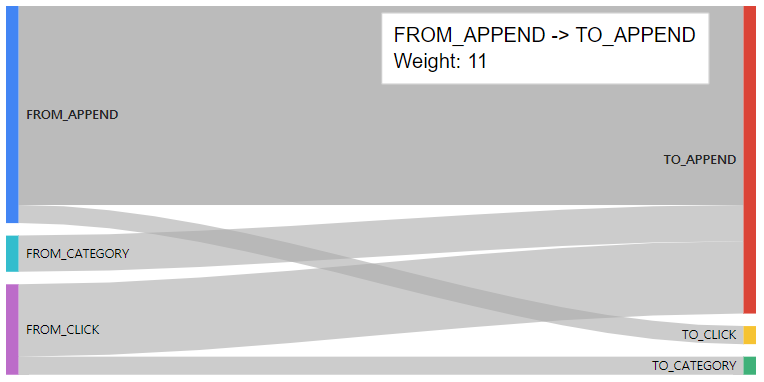 FROM_APPEND -> TO_APPEND
Weight: 11
FROM_APPEND
TO_APPEND
FROM_CATEGORY
FROM_CLICK
TO_CLICK
TO_CATEGORY